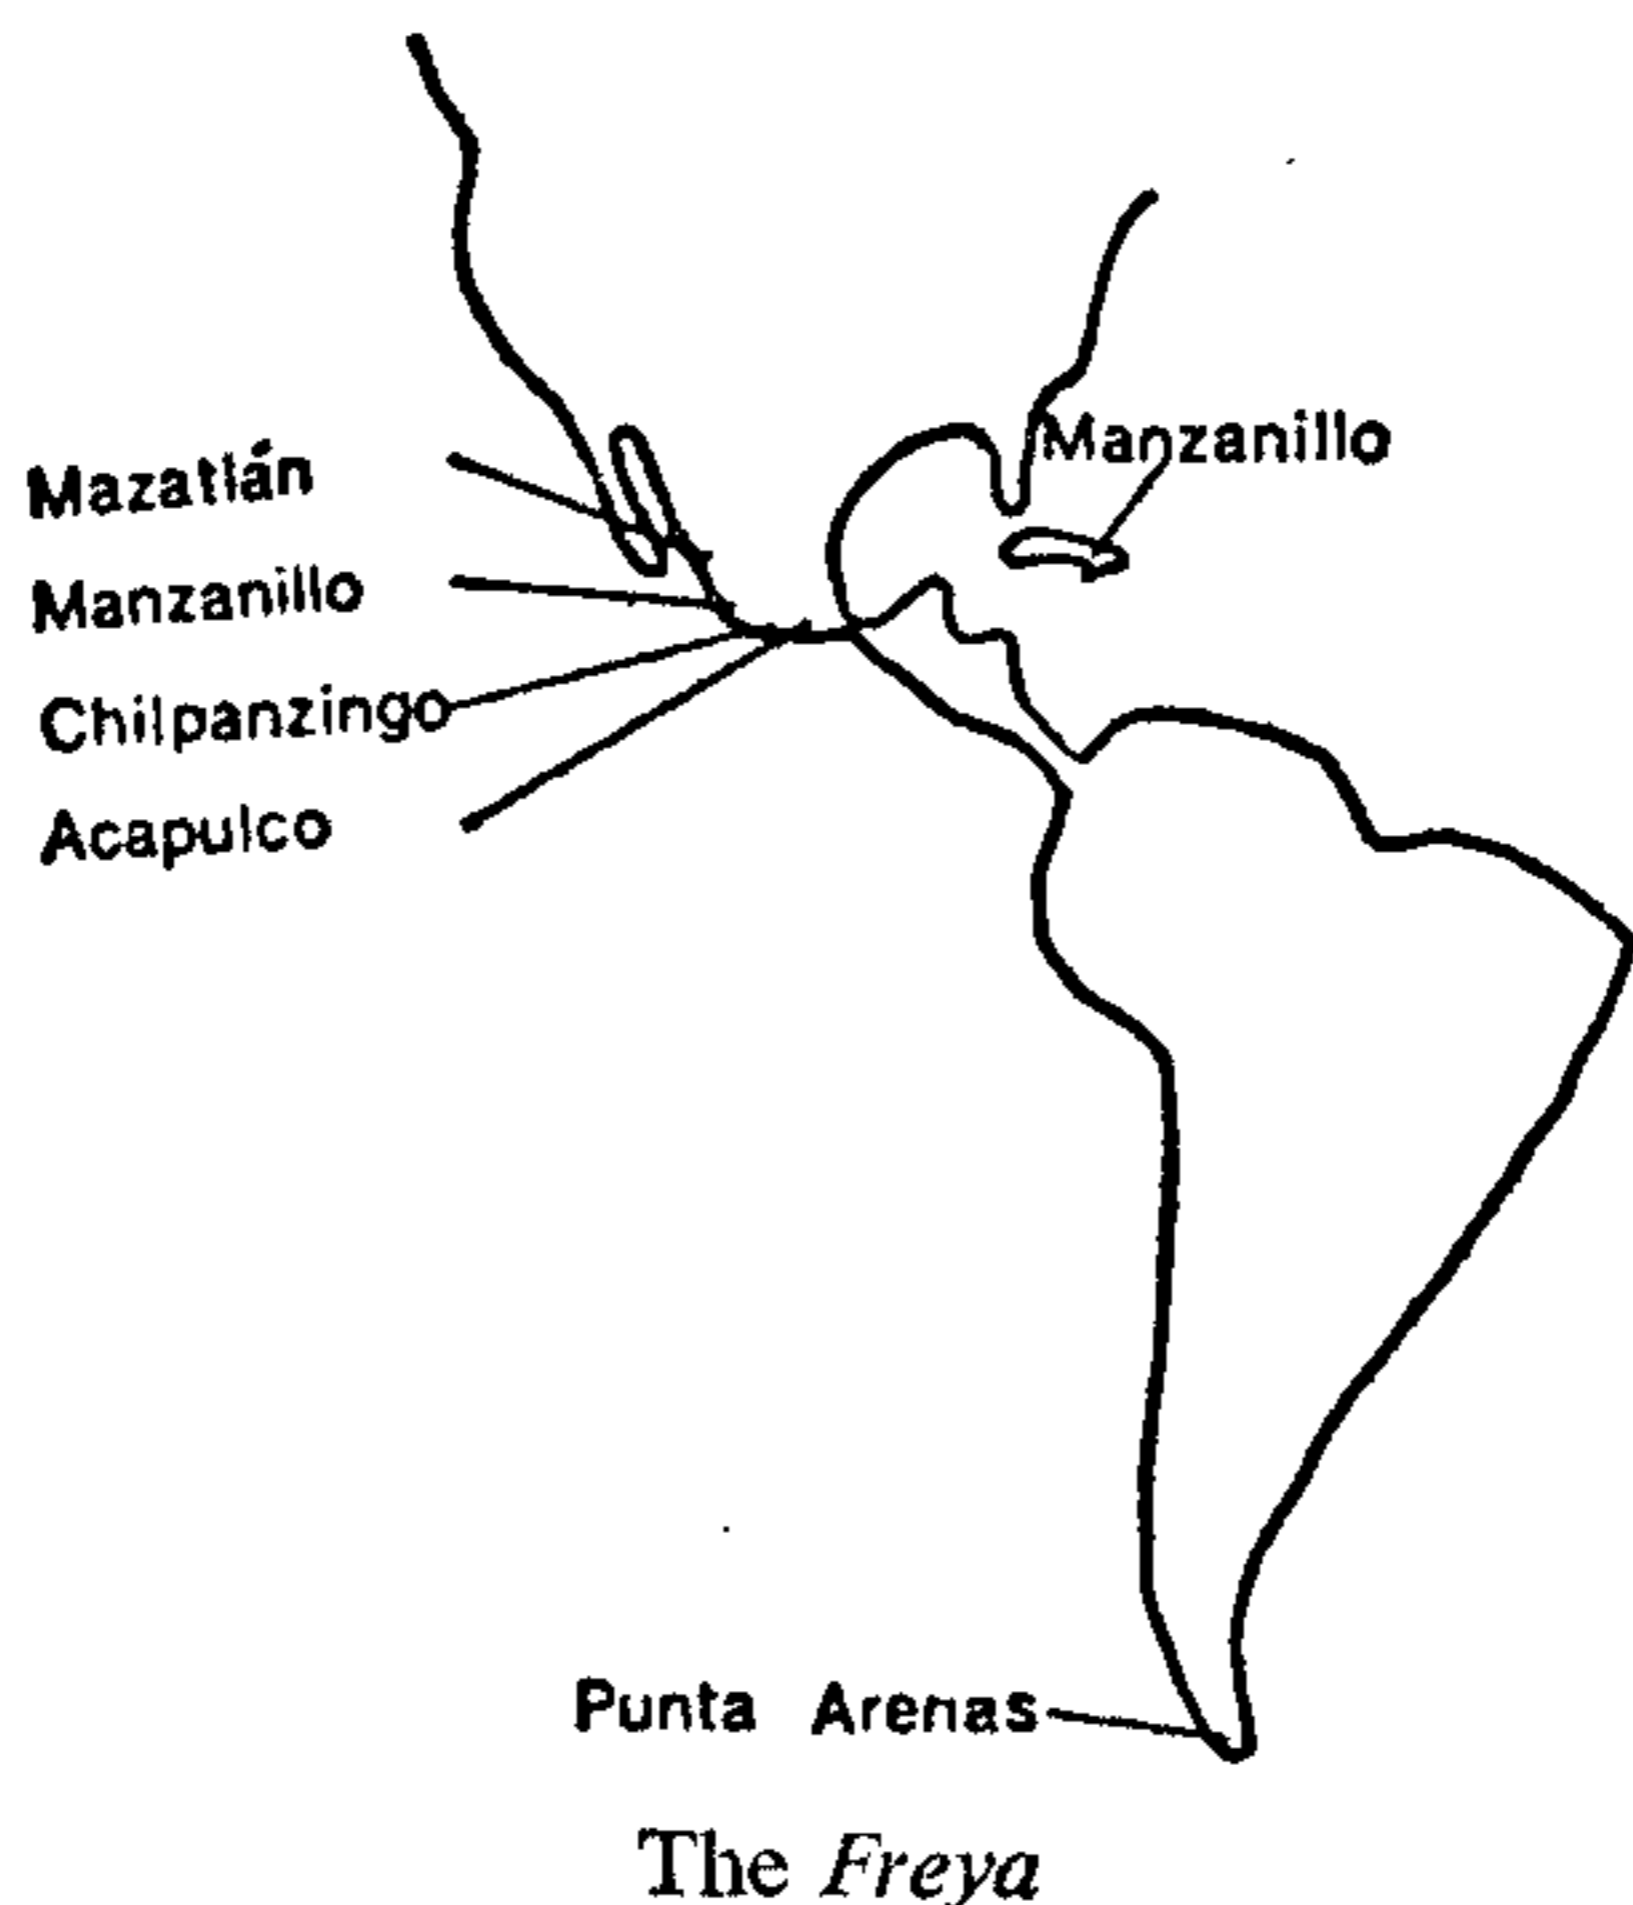 Mazatlán
Manzanillo
Manzanillo
Chilpanzingo
Acapulco
Punta Arenas
The Freya